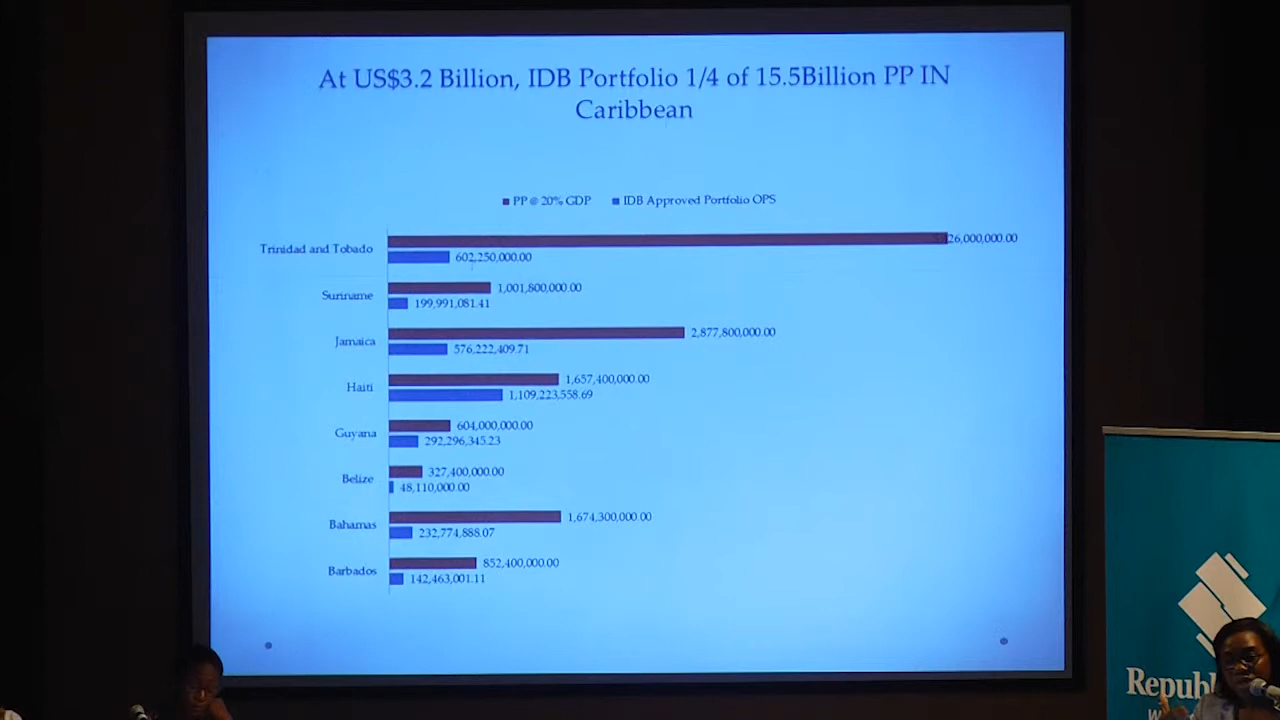 At US$3.2 Billion, IDB Portfolio 1/4 of 15.5Billion PP IN
Caribbean
PP @ 20% GDP
IDB Approved Portfolio OPS
Trinidad and Tobado
26,000,000.00
602,250,000.00
Suriname
1,001,800,000.00
199,991,081.41
Jamaica
2,877,800,000.00
576,222,409.71
Haiti
1,657,400,000.00
1,109,223,558.69
Guyana
604,000,000.00
292,296,345.23
Belize
327,400,000.00
48,110,000.00
Bahamas
1,674,300,000.00
232,774,888.07
Barbados
852,400,000.00
142,463,001.11
Republ